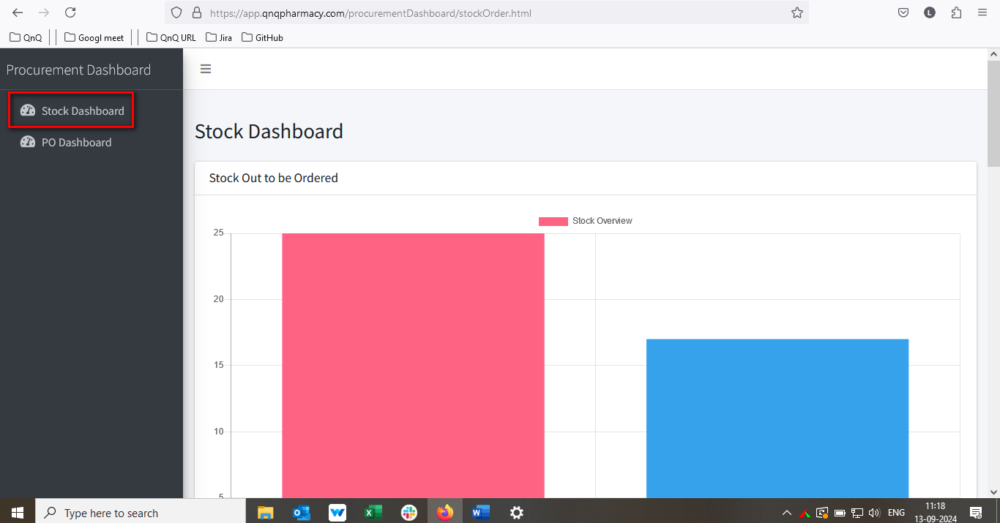 https://app.qnqpharmacy.com/procurementDashboard/stockOrder.html
L
QnQ
Googl meet
QnQ URL
Jira
GitHub
Procurement Dashboard
Stock Dashboard
PO Dashboard
Stock Dashboard
Stock Out to be Ordered
Stock Overview
25
20
15
10
5
Type here to search
ENG
11:18
13-09-2024